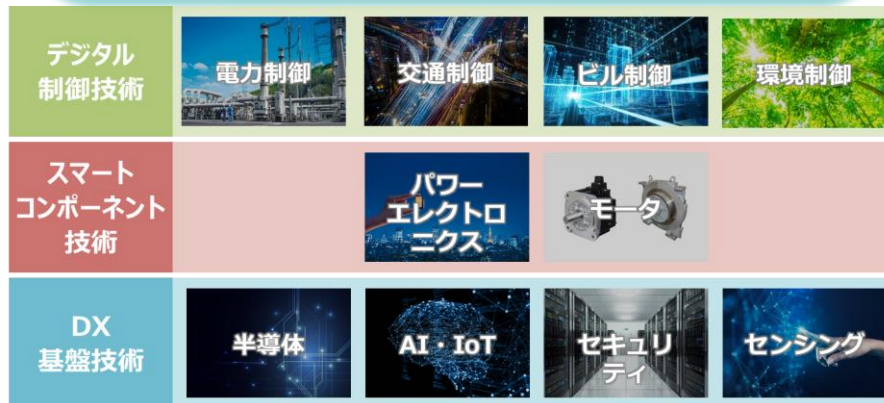 デジタル
制御技術
電力制御
交通制御
ビル制御
環境制御
スマート
コンポーネント
技術
パワー
エレクトロ
ニクス
モータ
DX
基盤技術
半導体
AI・IoT
セキュリ
ティ
センシング